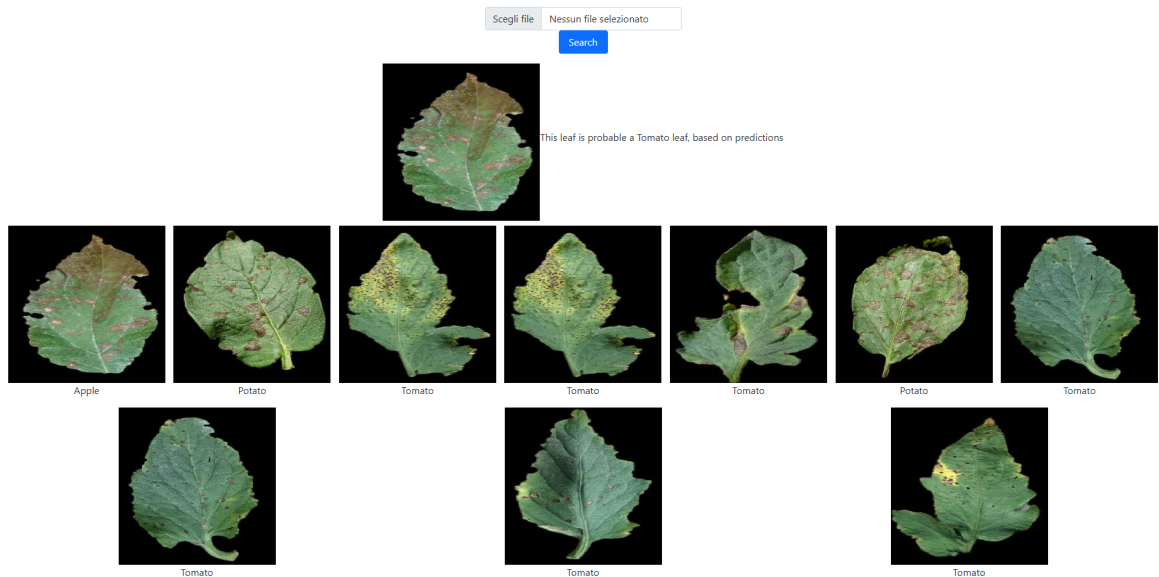 Scegli file Nessun file selezionato
Search
This leaf is probable a Tomato leaf, based on predictions
Apple Potato Tomato Tomato Tomato Potato Tomato
Tomato Tomato Tomato